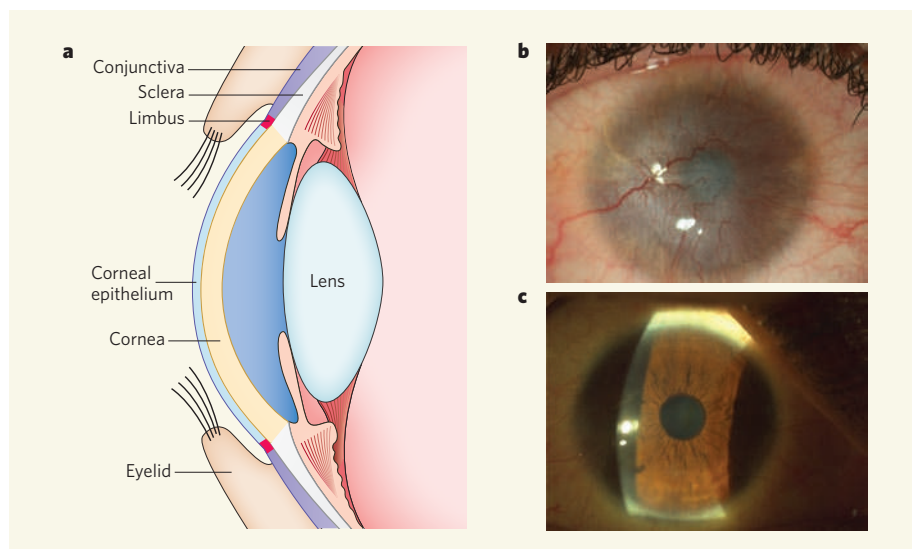 a
Conjunctiva
Sclera
Limbus
Corneal
epithelium
Lens
Cornea
Eyelid
b
c